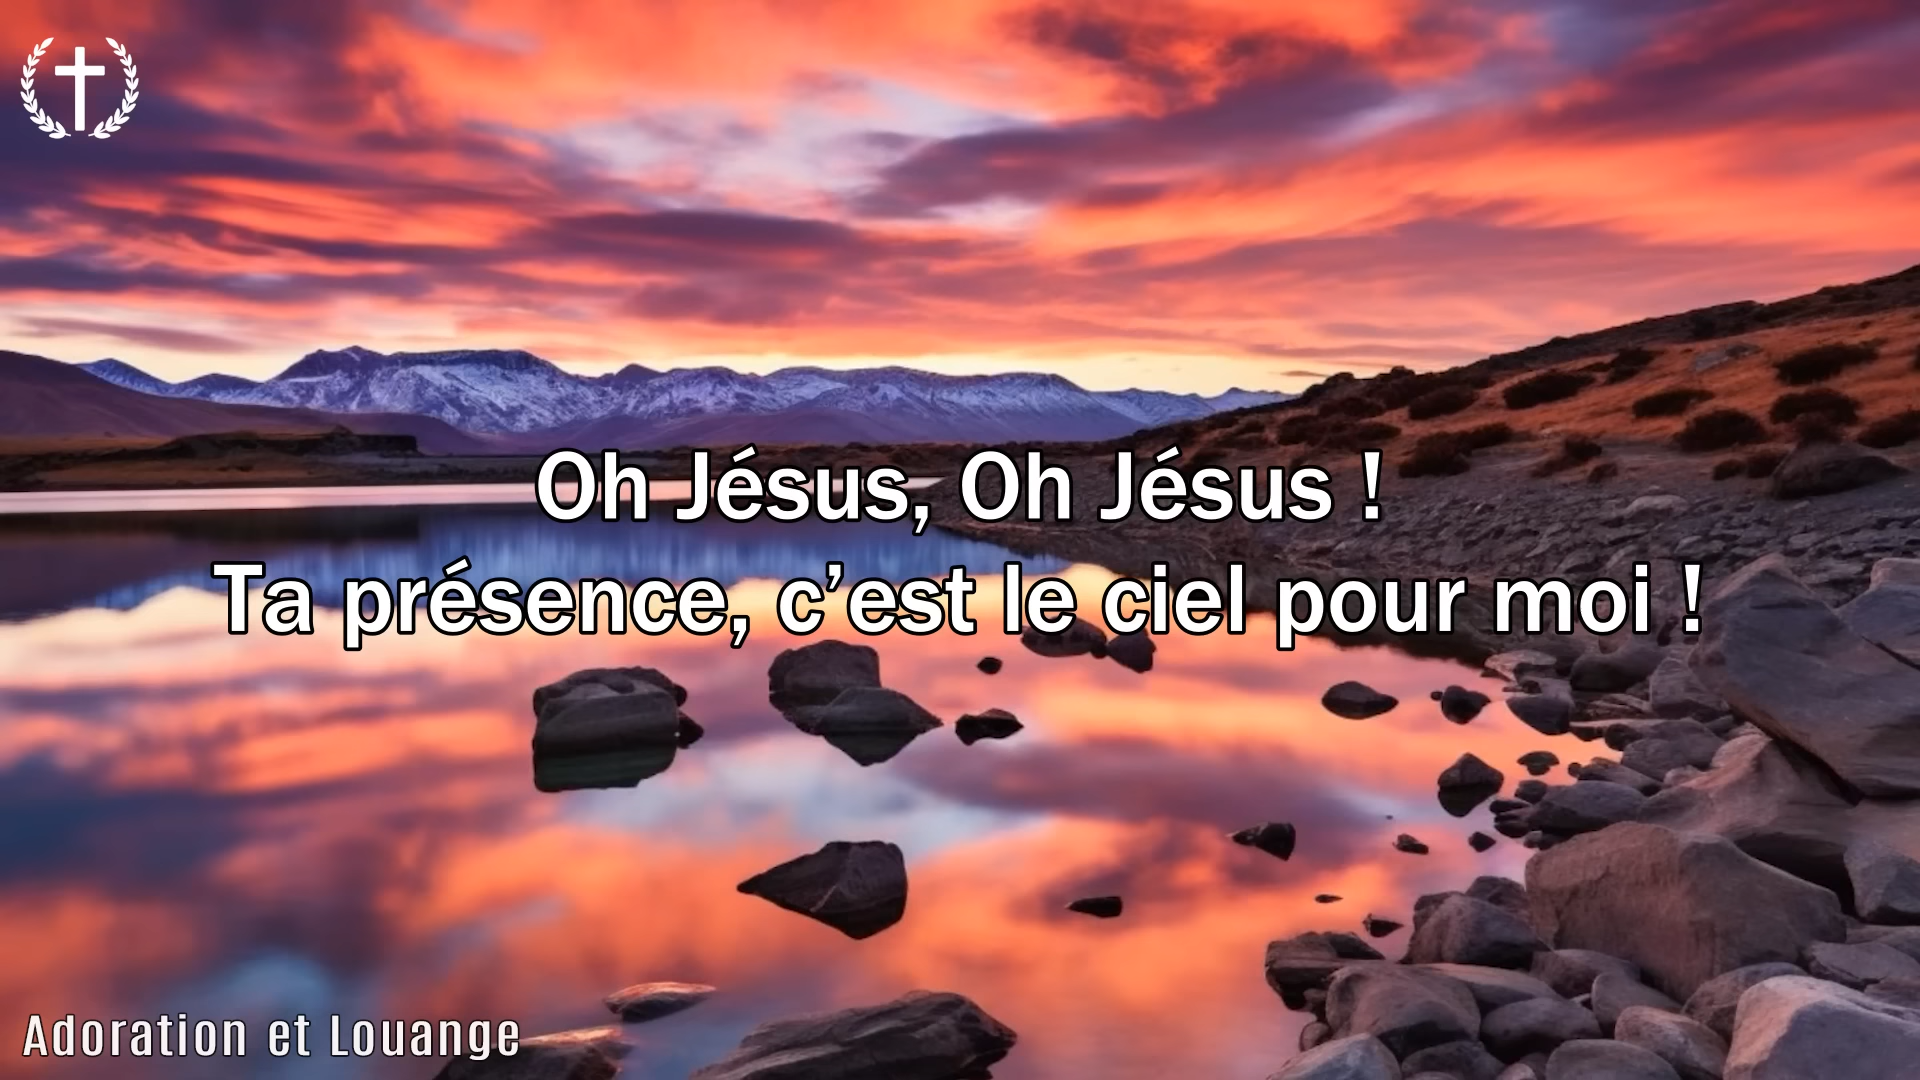 Oh Jésus, Oh Jésus !
Ta présence, c’est le ciel pour moi !
Adoration et Louange